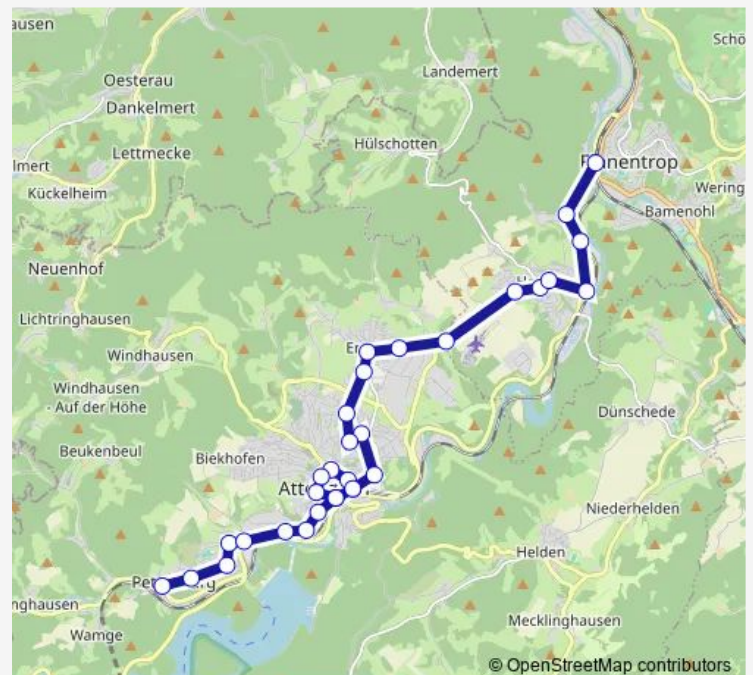 ausen
Schö
Oesterau
Landemert
Dankelmert
Hülschotten
lmert
Lettmecke
Kückelheim
Wering
Bamenohl
Neuenhof
Lichtringhausen
Windhausen
Windhausen
- Auf der Höhe
Dünschede
Beukenbeul
Biekhofen
Niederhelden
Helden
nghausen
Mecklinghausen
Wamge
© OpenStreetMap contributors